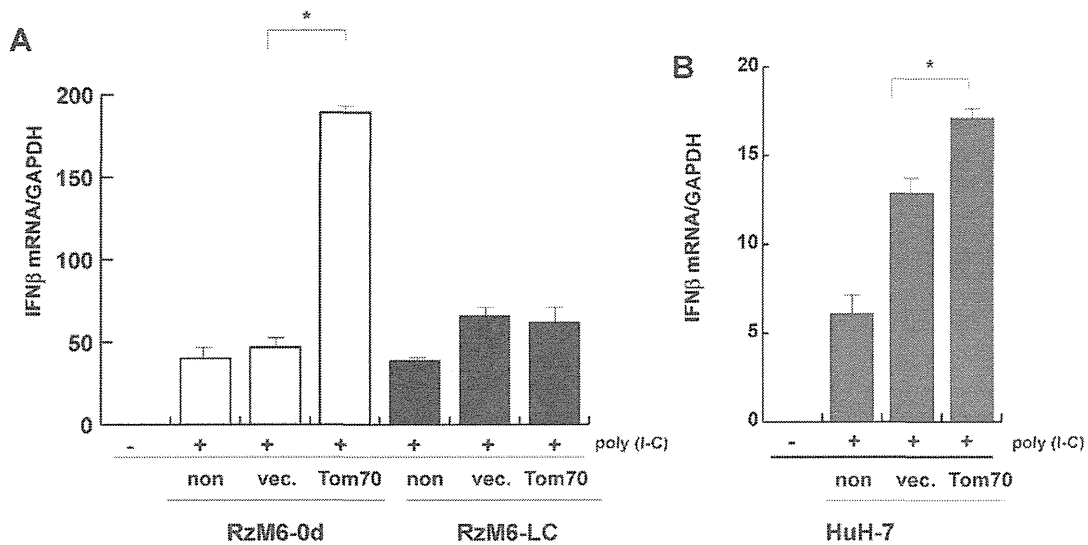 A
*
IFNβ mRNA/GAPDH
200
150
100
50
0
- + + + + + + poly (I-C)
non vec. Tom70 non vec. Tom70
RzM6-0d RzM6-LC
B
*
IFNβ mRNA/GAPDH
20
15
10
5
0
- + + + poly (I-C)
non vec. Tom70
HuH-7